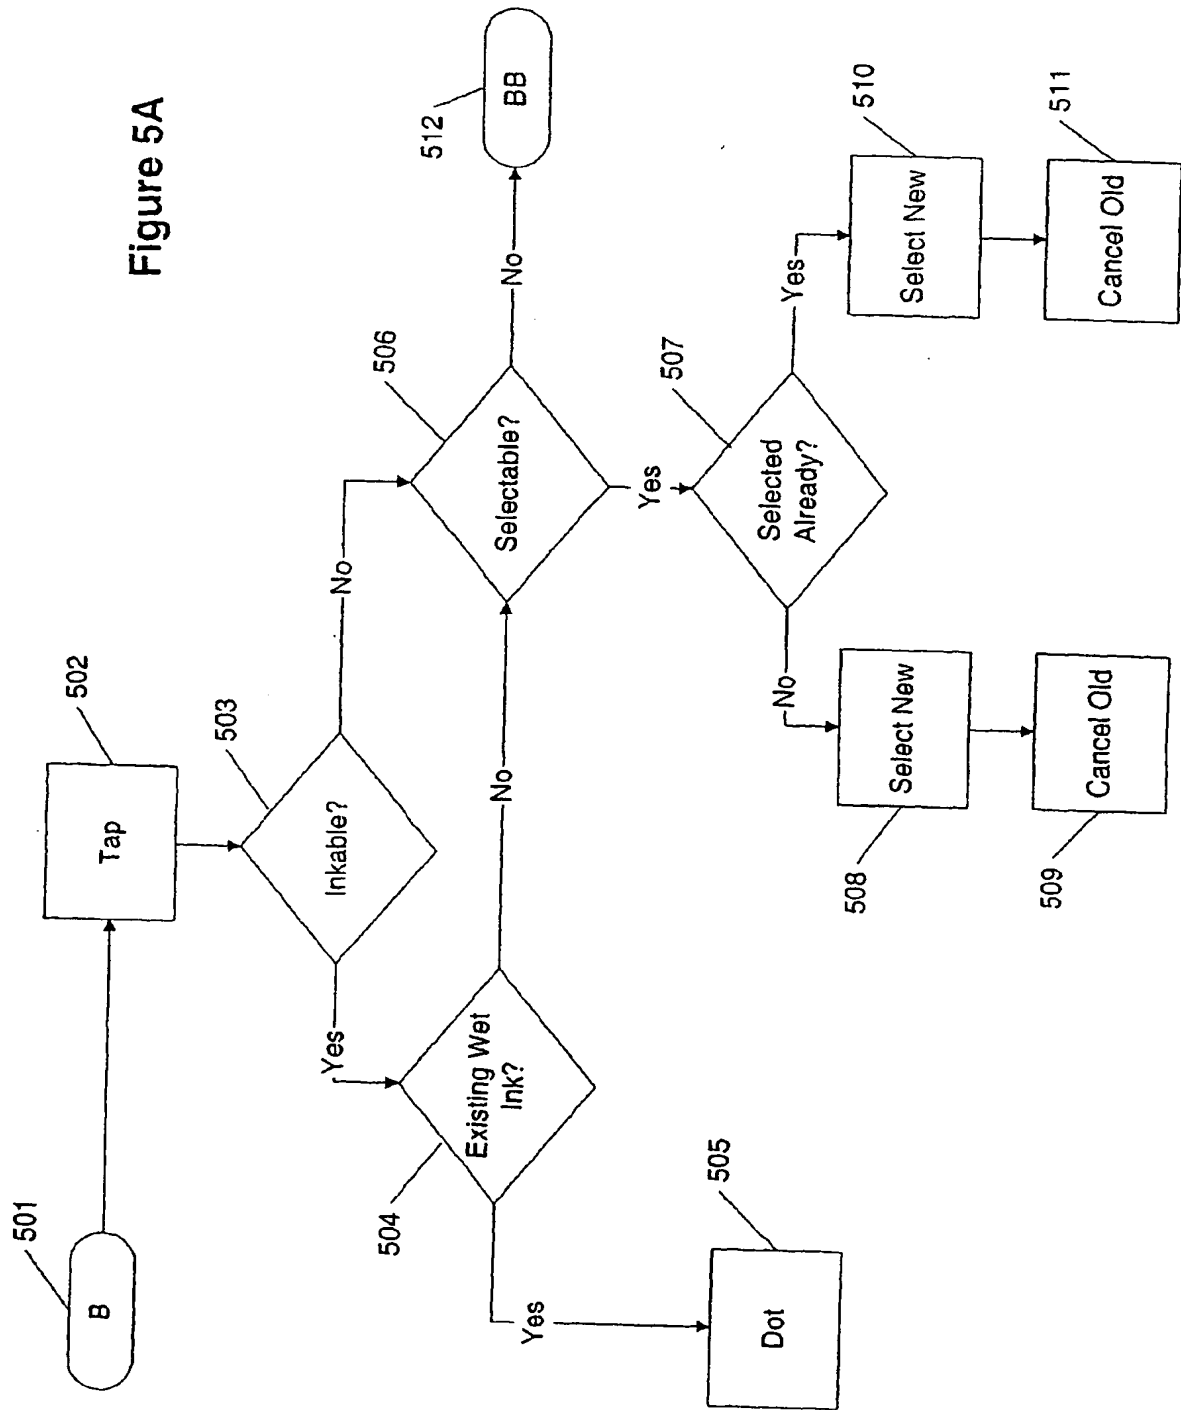 Figure 5A
501
B
502
Tap
503
Inkable?
Yes
No
504
Existing Wet
Ink?
Yes
No
505
Dot
506
Selectable?
No
Yes
512
BB
507
Selected
Already?
No
Yes
508
Select New
509
Cancel Old
510
Select New
511
Cancel Old